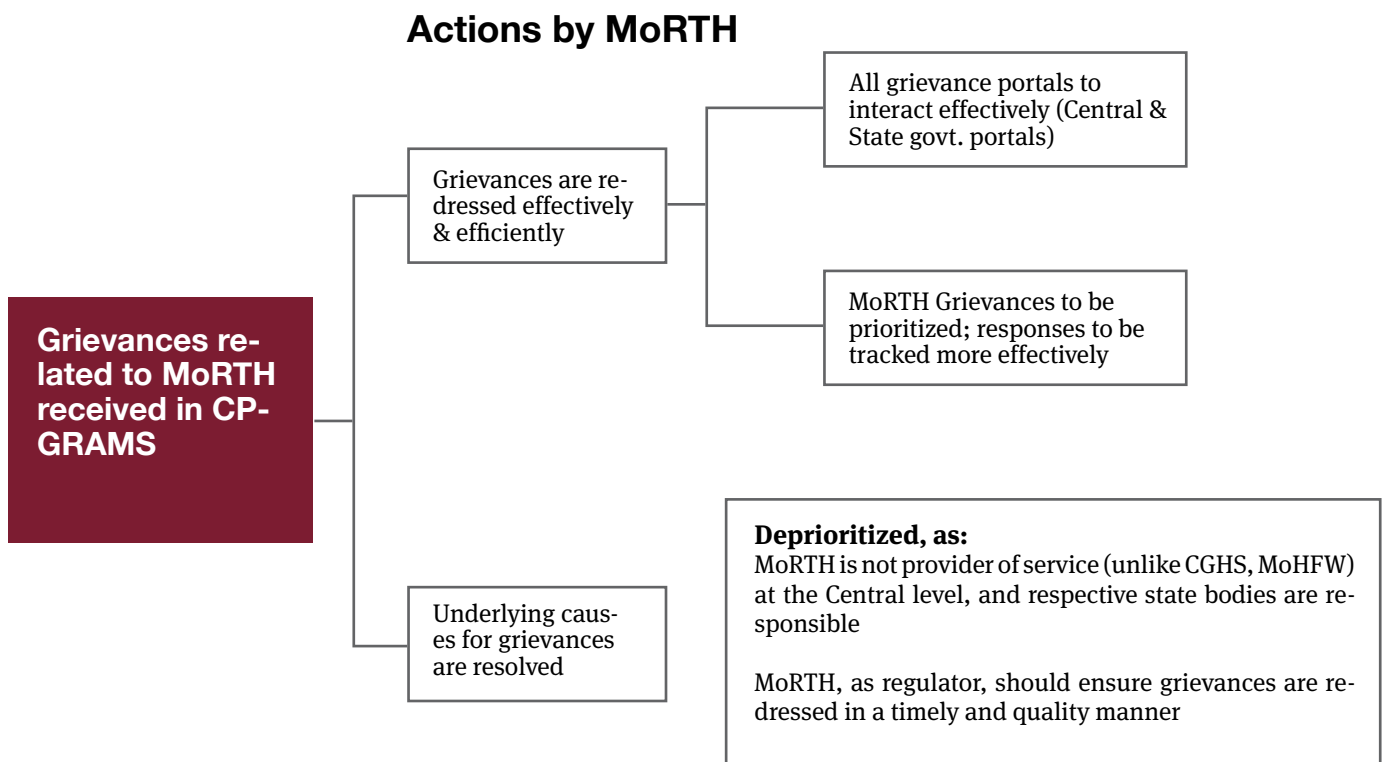 Actions by MoRTH
All grievance portals to
interact effectively (Central &
State govt. portals)
Grievances are re-
dressed effectively
& efficiently
MoRTH Grievances to be
prioritized; responses to be
tracked more effectively
Grievances re-
lated to MoRTH
received in CP-
GRAMS
Deprioritized, as:
MoRTH is not provider of service (unlike CGHS, MoHFW)
at the Central level, and respective state bodies are re-
sponsible
MoRTH, as regulator, should ensure grievances are re-
dressed in a timely and quality manner
Underlying caus-
es for grievances
are resolved